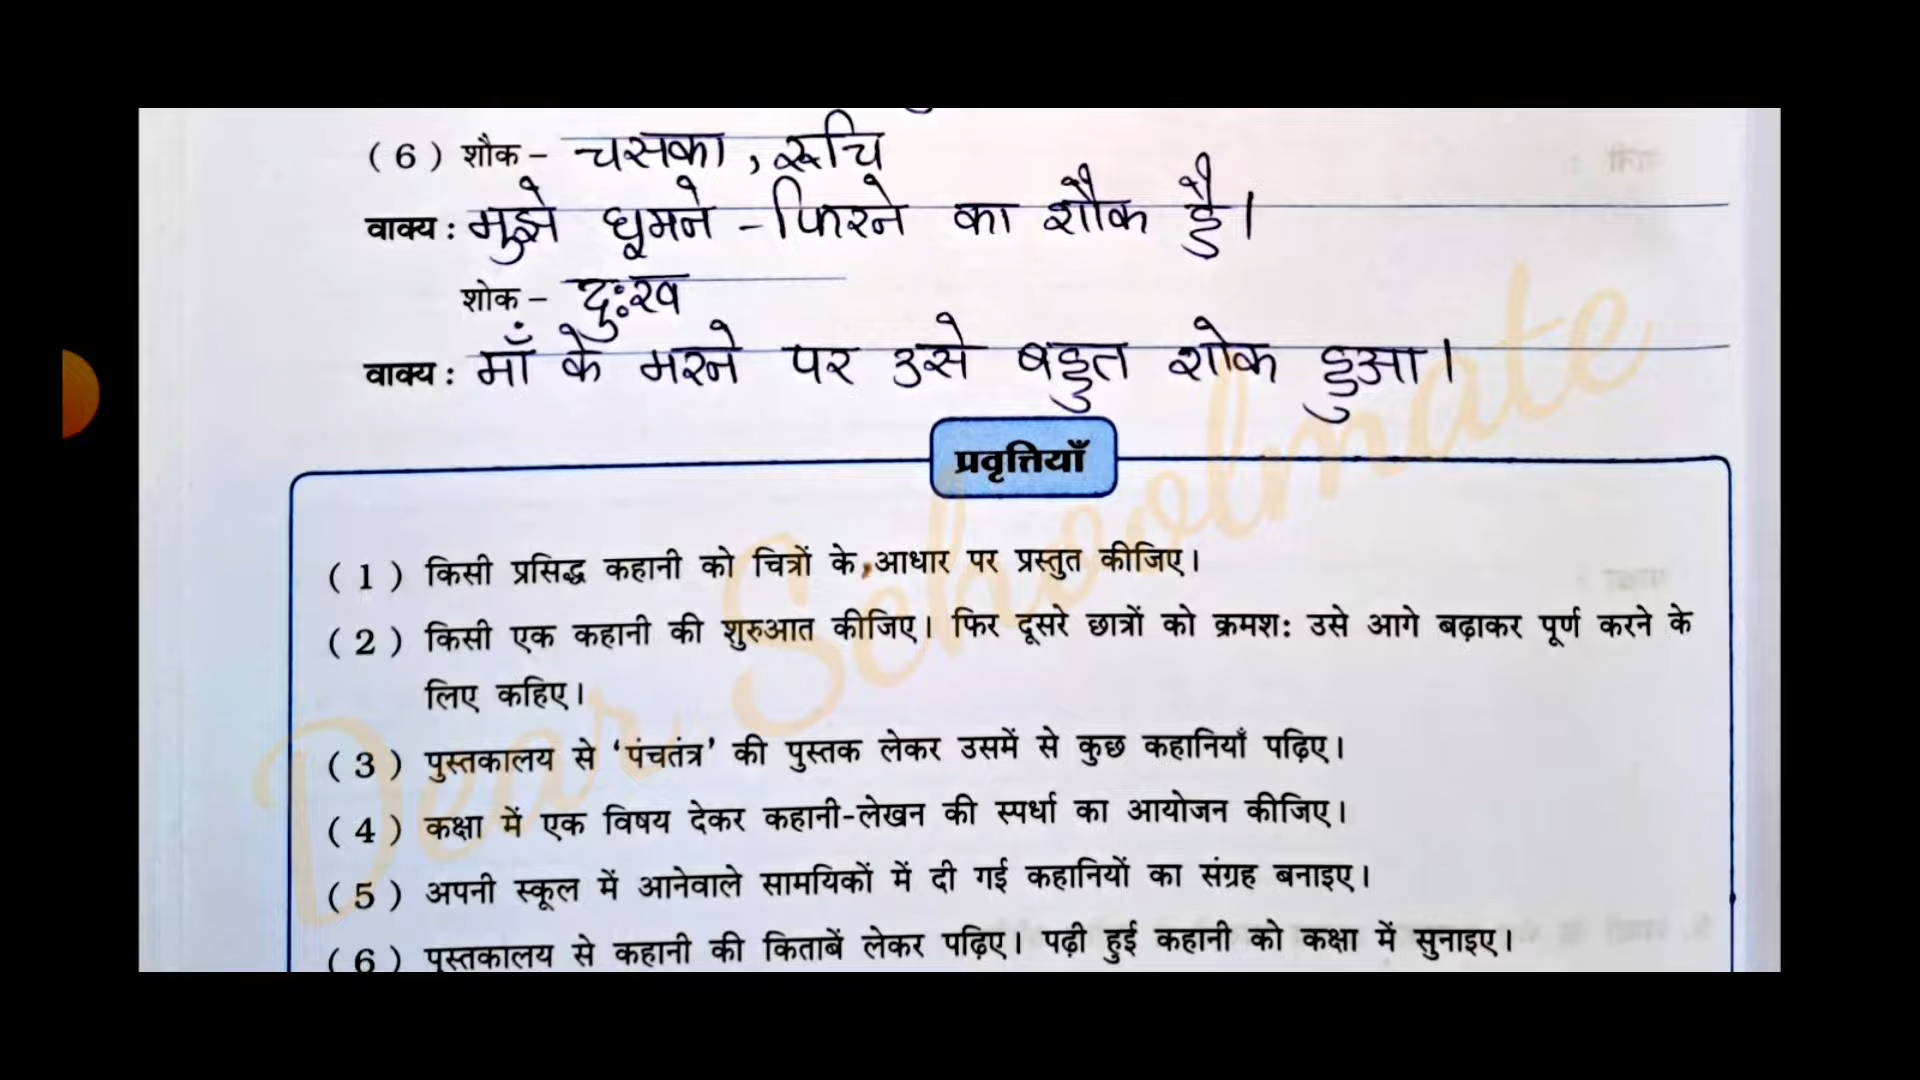 (6) शौक - चसका, रूचि
वाक्य : मुझे घूमने - फिरने का शौक है।
शोक - दुःख
वाक्य : माँ के मरने पर उसे बहुत शोक हुआ।
प्रवृत्तियाँ
(1) किसी प्रसिद्ध कहानी को चित्रों के आधार पर प्रस्तुत कीजिए।
(2) किसी एक कहानी की शुरुआत कीजिए। फिर दूसरे छात्रों को क्रमशः उसे आगे बढ़ाकर पूर्ण करने के
लिए कहिए।
(3) पुस्तकालय से ‘पंचतंत्र’ की पुस्तक लेकर उसमें से कुछ कहानियाँ पढ़िए।
(4) कक्षा में एक विषय देकर कहानी-लेखन की स्पर्धा का आयोजन कीजिए।
(5) अपनी स्कूल में आनेवाले सामयिकों में दी गई कहानियों का संग्रह बनाइए।
(6) पुस्तकालय से कहानी की किताबें लेकर पढ़िए। पढ़ी हुई कहानी को कक्षा में सुनाइए।
Dear Schoolmate